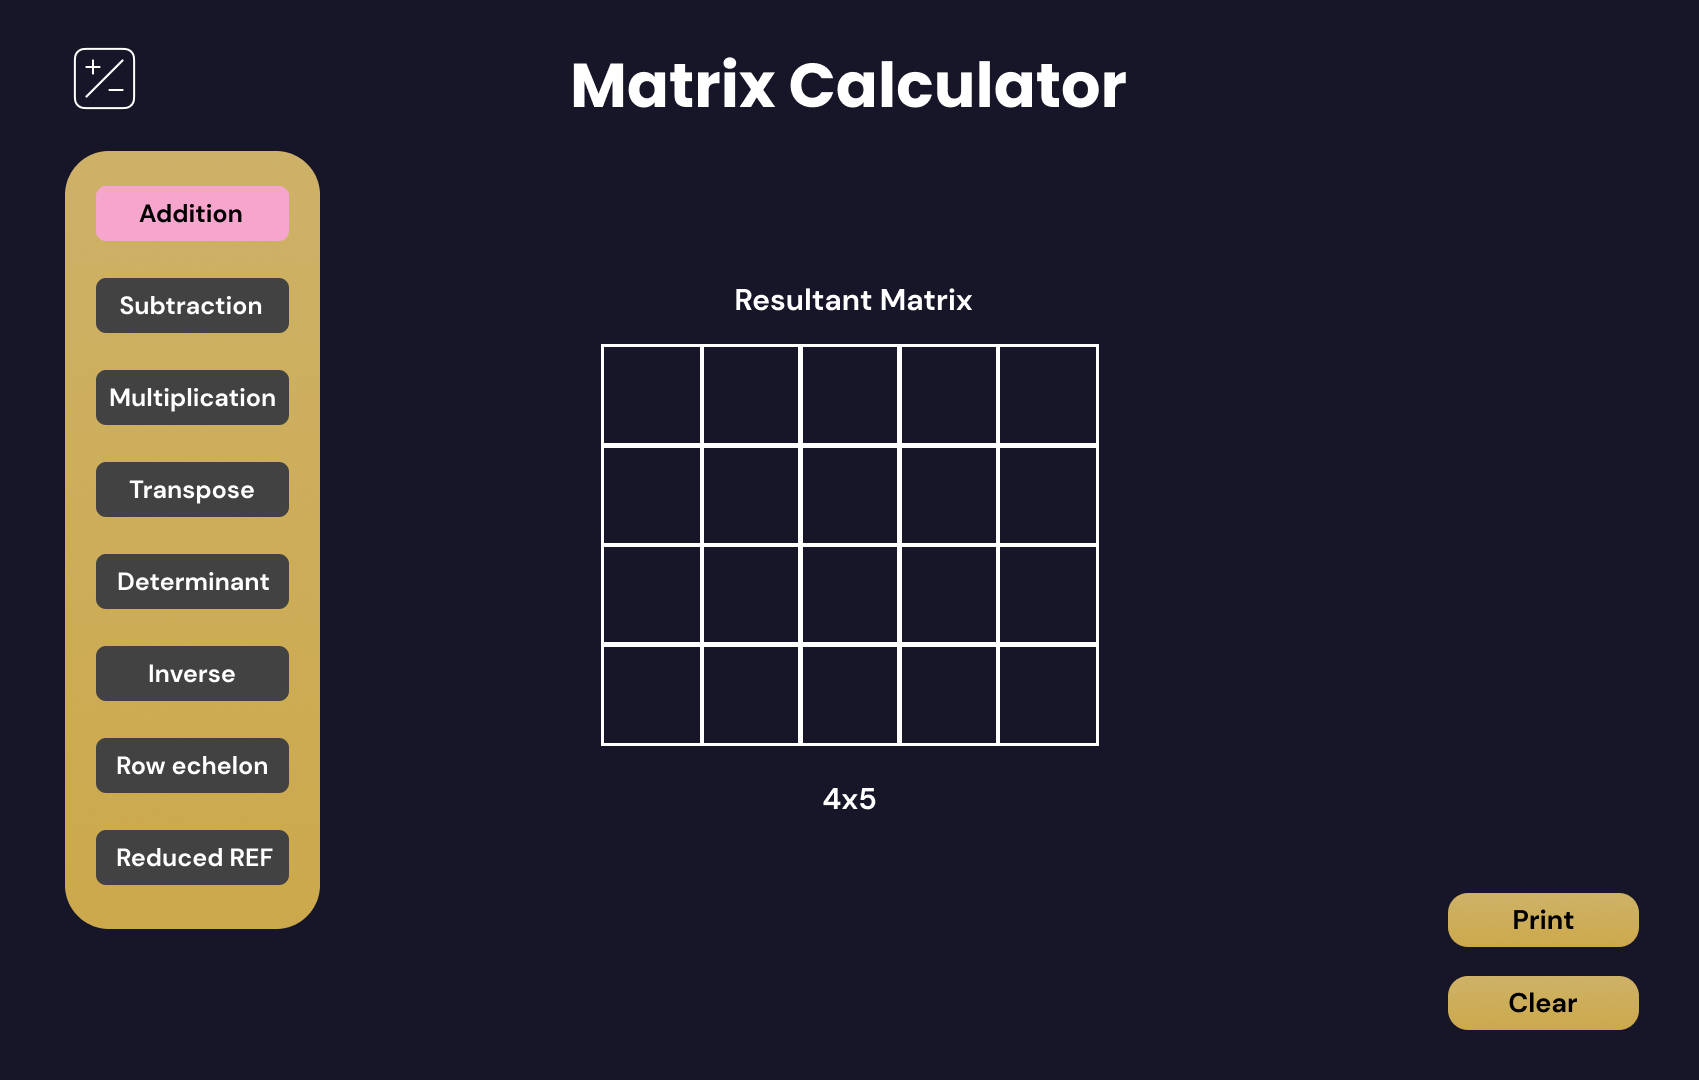 Matrix Calculator
Addition
Subtraction
Multiplication
Transpose
Determinant
Inverse
Row echelon
Reduced REF
Resultant Matrix
4x5
Print
Clear